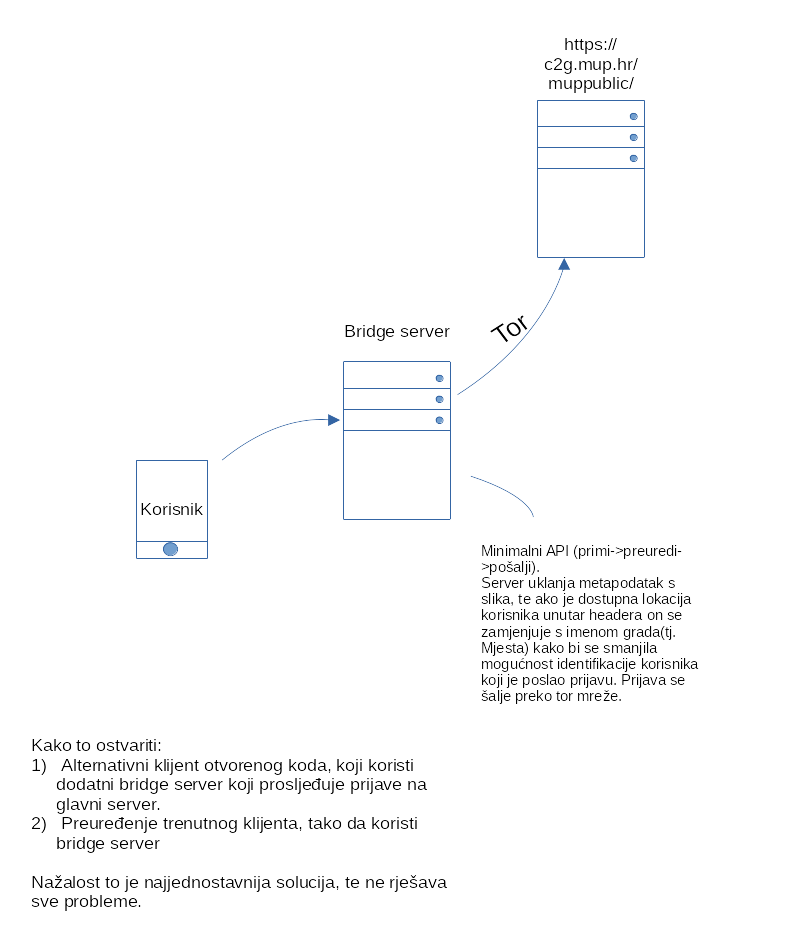 https://
c2g.mup.hr/
muppublic/
Bridge server
Tor
Korisnik
Minimalni API (primi->preuredi-
>pošalji).
Server uklanja metapodatak s
slika, te ako je dostupna lokacija
korisnika unutar headera on se
zamjenjuje s imenom grada(tj.
Mjesta) kako bi se smanjila
mogućnost identifikacije korisnika
koji je poslao prijavu. Prijava se
šalje preko tor mreže.
Kako to ostvariti:
1) Alternativni klijent otvorenog koda, koji koristi
dodatni bridge server koji prosljeđuje prijave na
glavni server.
2) Preuređenje trenutnog klijenta, tako da koristi
bridge server
Nažalost to je najjednostavnija solucija, te ne rješava
sve probleme.